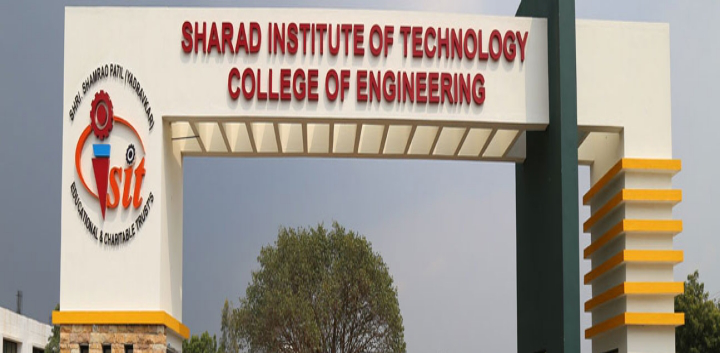 SHARAD INSTITUTE OF TECHNOLOGY
COLLEGE OF ENGINEERING
SHRI. SHAMRAO PATIL (YADRAVKAR)
sit
EDUCATIONAL & CHARITABLE TRUST'S